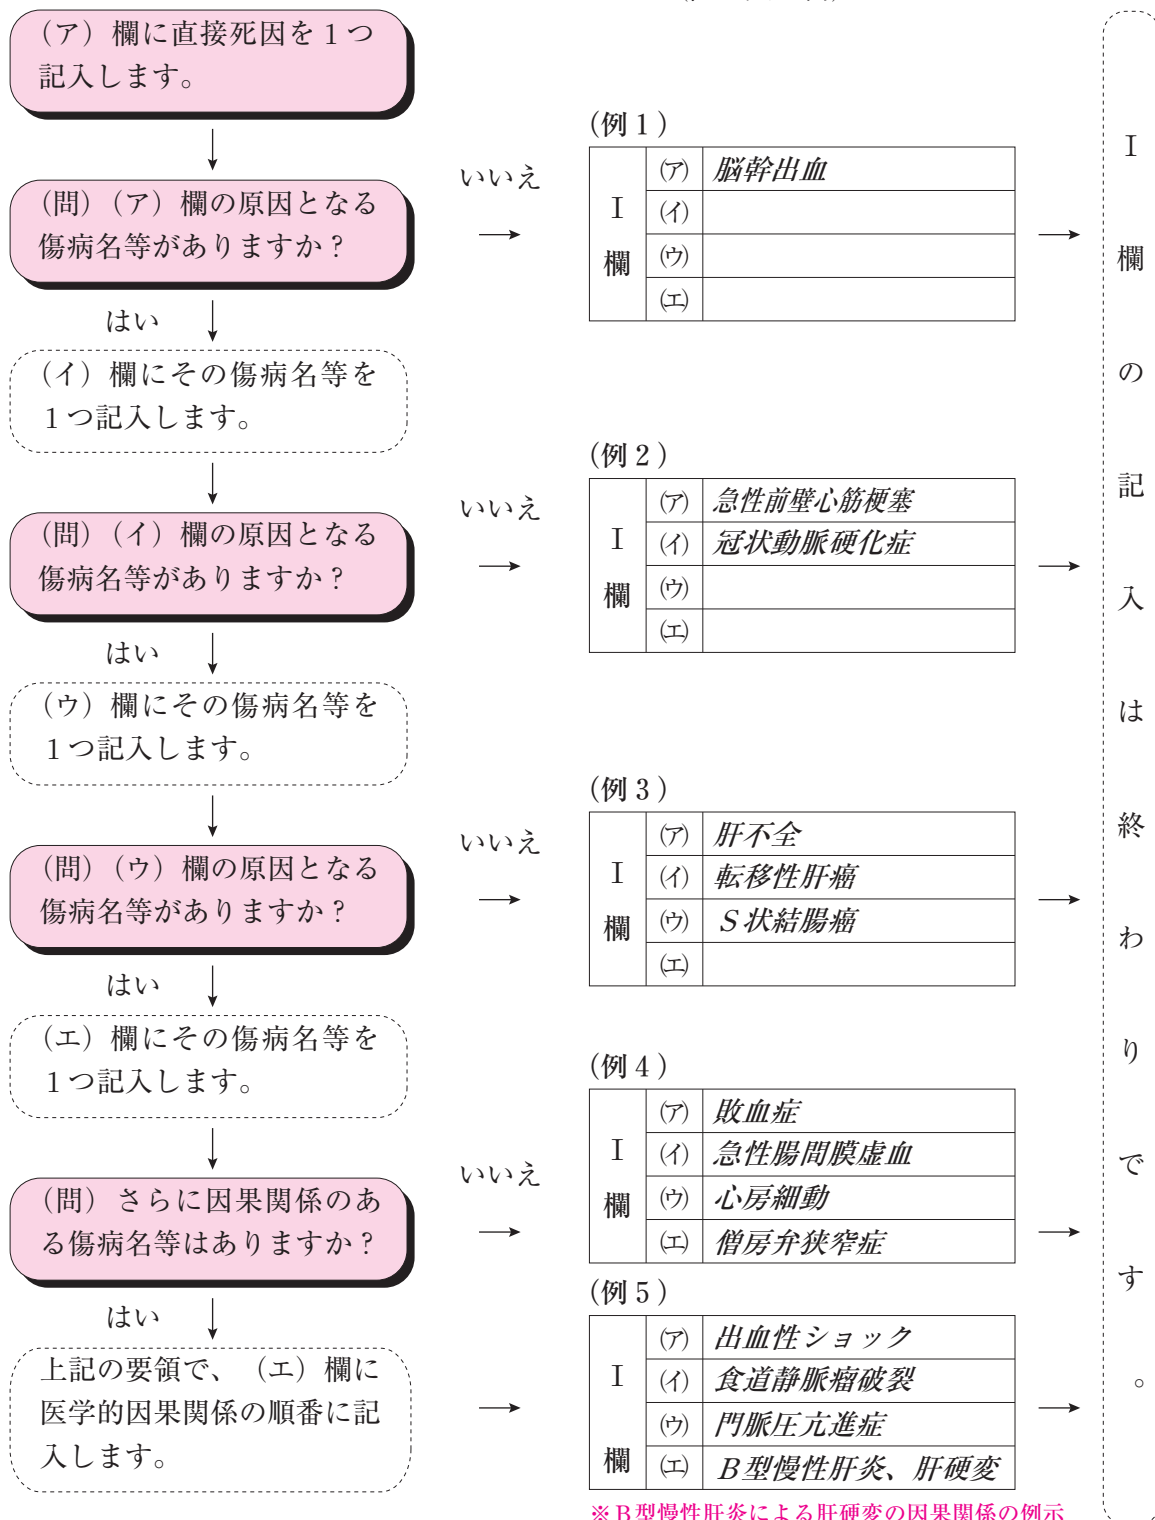 (ア) 欄に直接死因を1つ
記入します。
(問) (ア) 欄の原因となる
傷病名等がありますか?
いいえ
(例1)
Ⅰ欄
(ア) 脳幹出血
(イ)
(ウ)
(エ)
はい
(イ) 欄にその傷病名等を
1つ記入します。
(問) (イ) 欄の原因となる
傷病名等がありますか?
いいえ
(例2)
Ⅰ欄
(ア) 急性前壁心筋梗塞
(イ) 冠状動脈硬化症
(ウ)
(エ)
はい
(ウ) 欄にその傷病名等を
1つ記入します。
(問) (ウ) 欄の原因となる
傷病名等がありますか?
いいえ
(例3)
Ⅰ欄
(ア) 肝不全
(イ) 転移性肝癌
(ウ) S状結腸癌
(エ)
はい
(エ) 欄にその傷病名等を
1つ記入します。
(問) さらに因果関係のあ
る傷病名等はありますか?
いいえ
(例4)
Ⅰ欄
(ア) 敗血症
(イ) 急性腸間膜虚血
(ウ) 心房細動
(エ) 僧房弁狭窄症
はい
上記の要領で、(エ) 欄に
医学的因果関係の順番に記
入します。
(例5)
Ⅰ欄
(ア) 出血性ショック
(イ) 食道静脈瘤破裂
(ウ) 門脈圧亢進症
(エ) B型慢性肝炎、肝硬変
※B型慢性肝炎による肝硬変の因果関係の例示
Ⅰ欄の記入は終わりです。